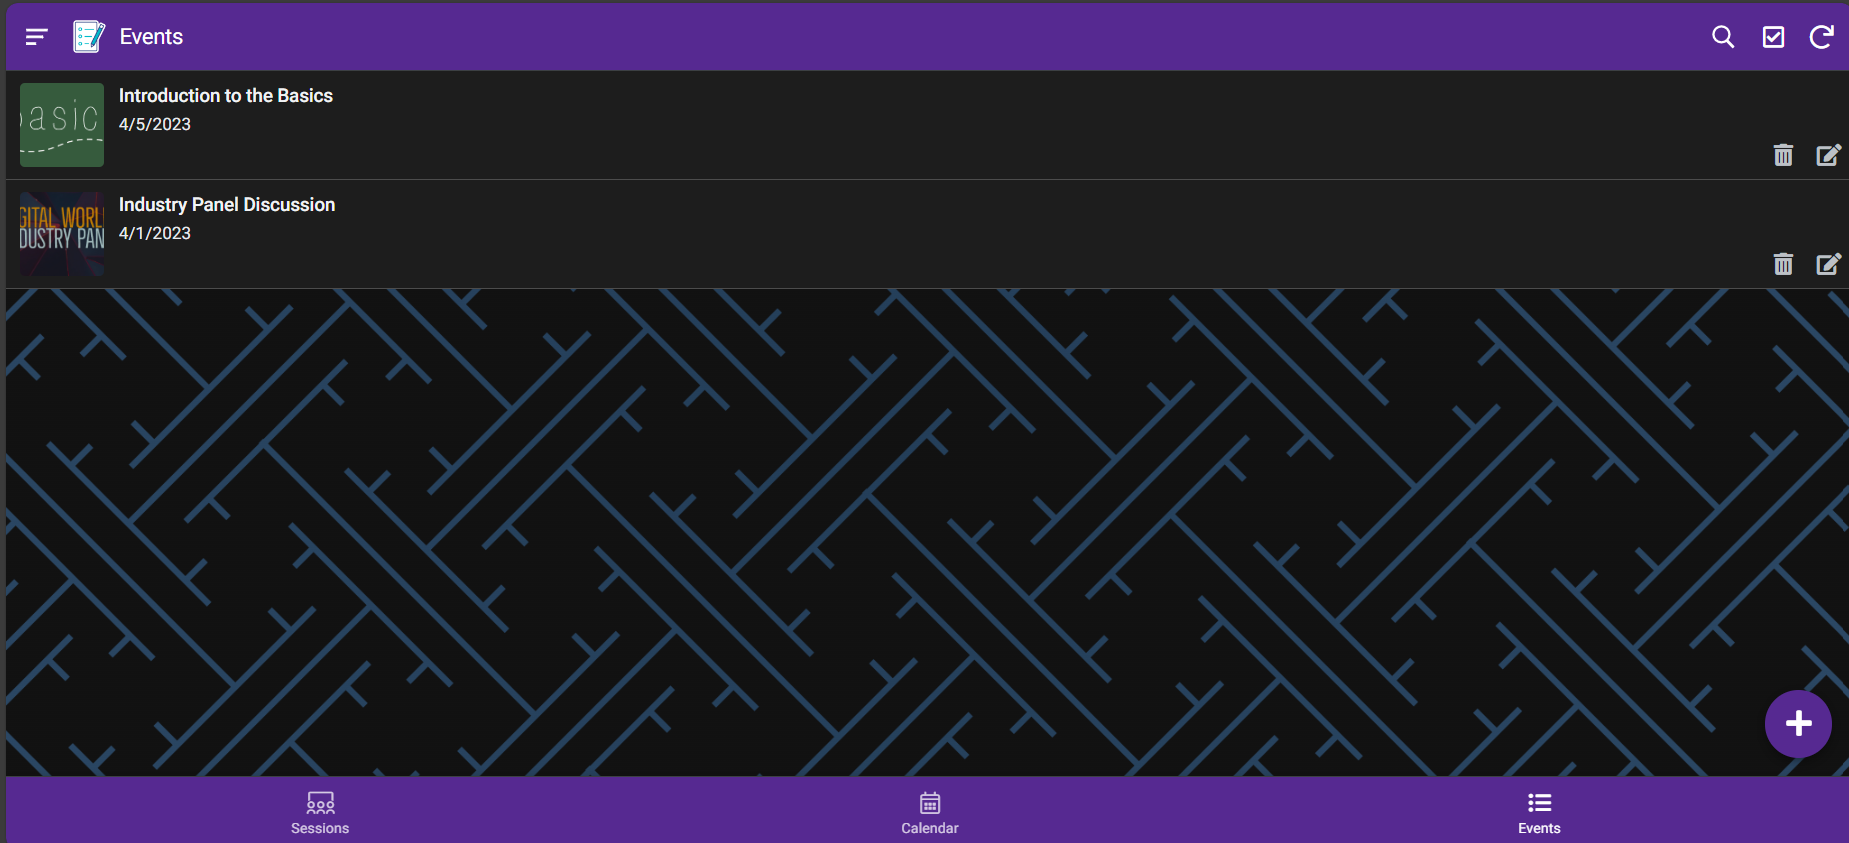 Events
basic
Introduction to the Basics
4/5/2023
GITAL WORL
DUSTRY PAN
Industry Panel Discussion
4/1/2023
Sessions
Calendar
Events